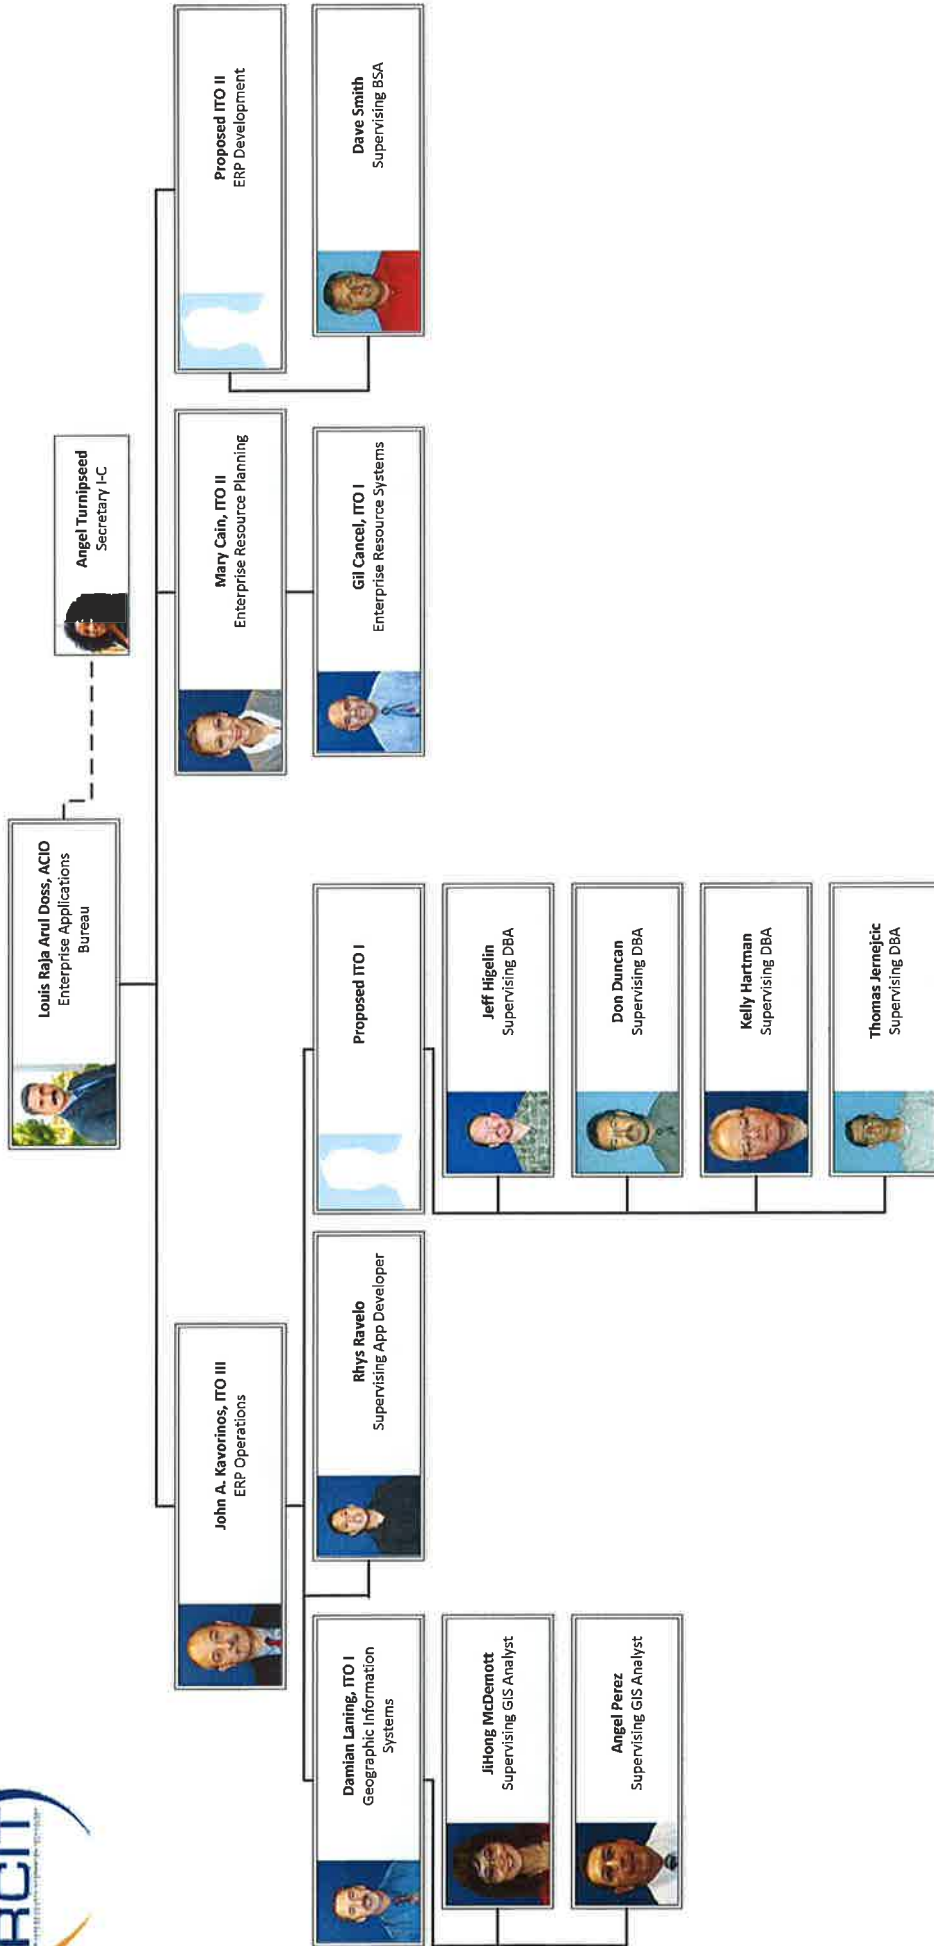 RCIT
Louis Raja Arul Doss, ACIO
Enterprise Applications
Bureau
Angel Turnipseed
Secretary I-C
John A. Kavorinos, ITO III
ERP Operations
Mary Cain, ITO II
Enterprise Resource Planning
Proposed ITO II
ERP Development
Damian Laning, ITO I
Geographic Information
Systems
Rhys Ravelo
Supervising App Developer
Proposed ITO I
Gil Cancel, ITO I
Enterprise Resource Systems
Dave Smith
Supervising BSA
JiHong McDemott
Supervising GIS Analyst
Jeff Higelin
Supervising DBA
Angel Perez
Supervising GIS Analyst
Don Duncan
Supervising DBA
Kelly Hartman
Supervising DBA
Thomas Jernejcic
Supervising DBA